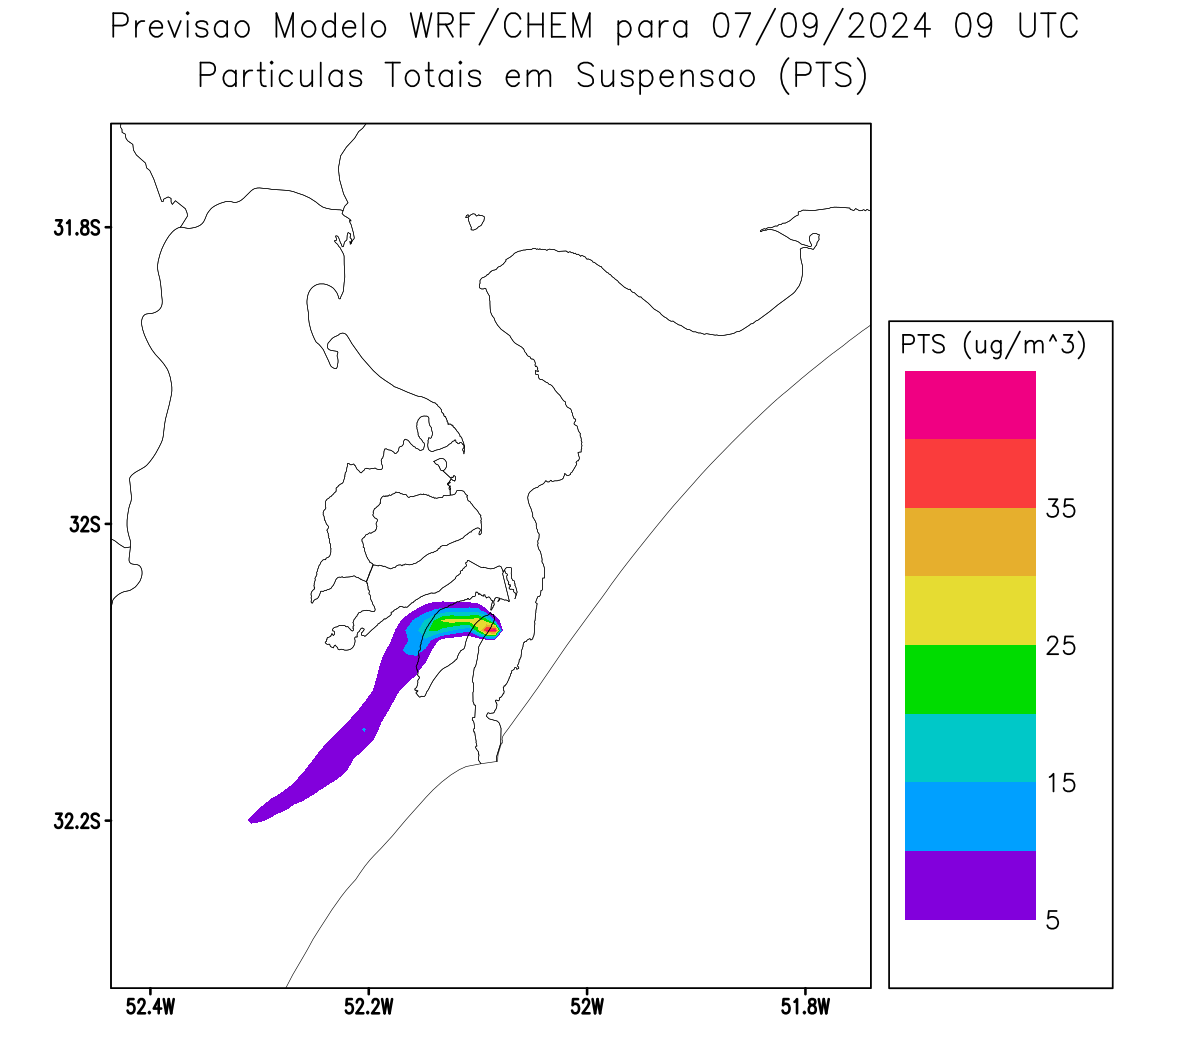 Previsao Modelo WRF/CHEM para 07/09/2024 09 UTC
Particulas Totais em Suspensao (PTS)
31.8S
32S
32.2S
52.4W
52.2W
52W
51.8W
PTS (ug/m^3)
35
25
15
5